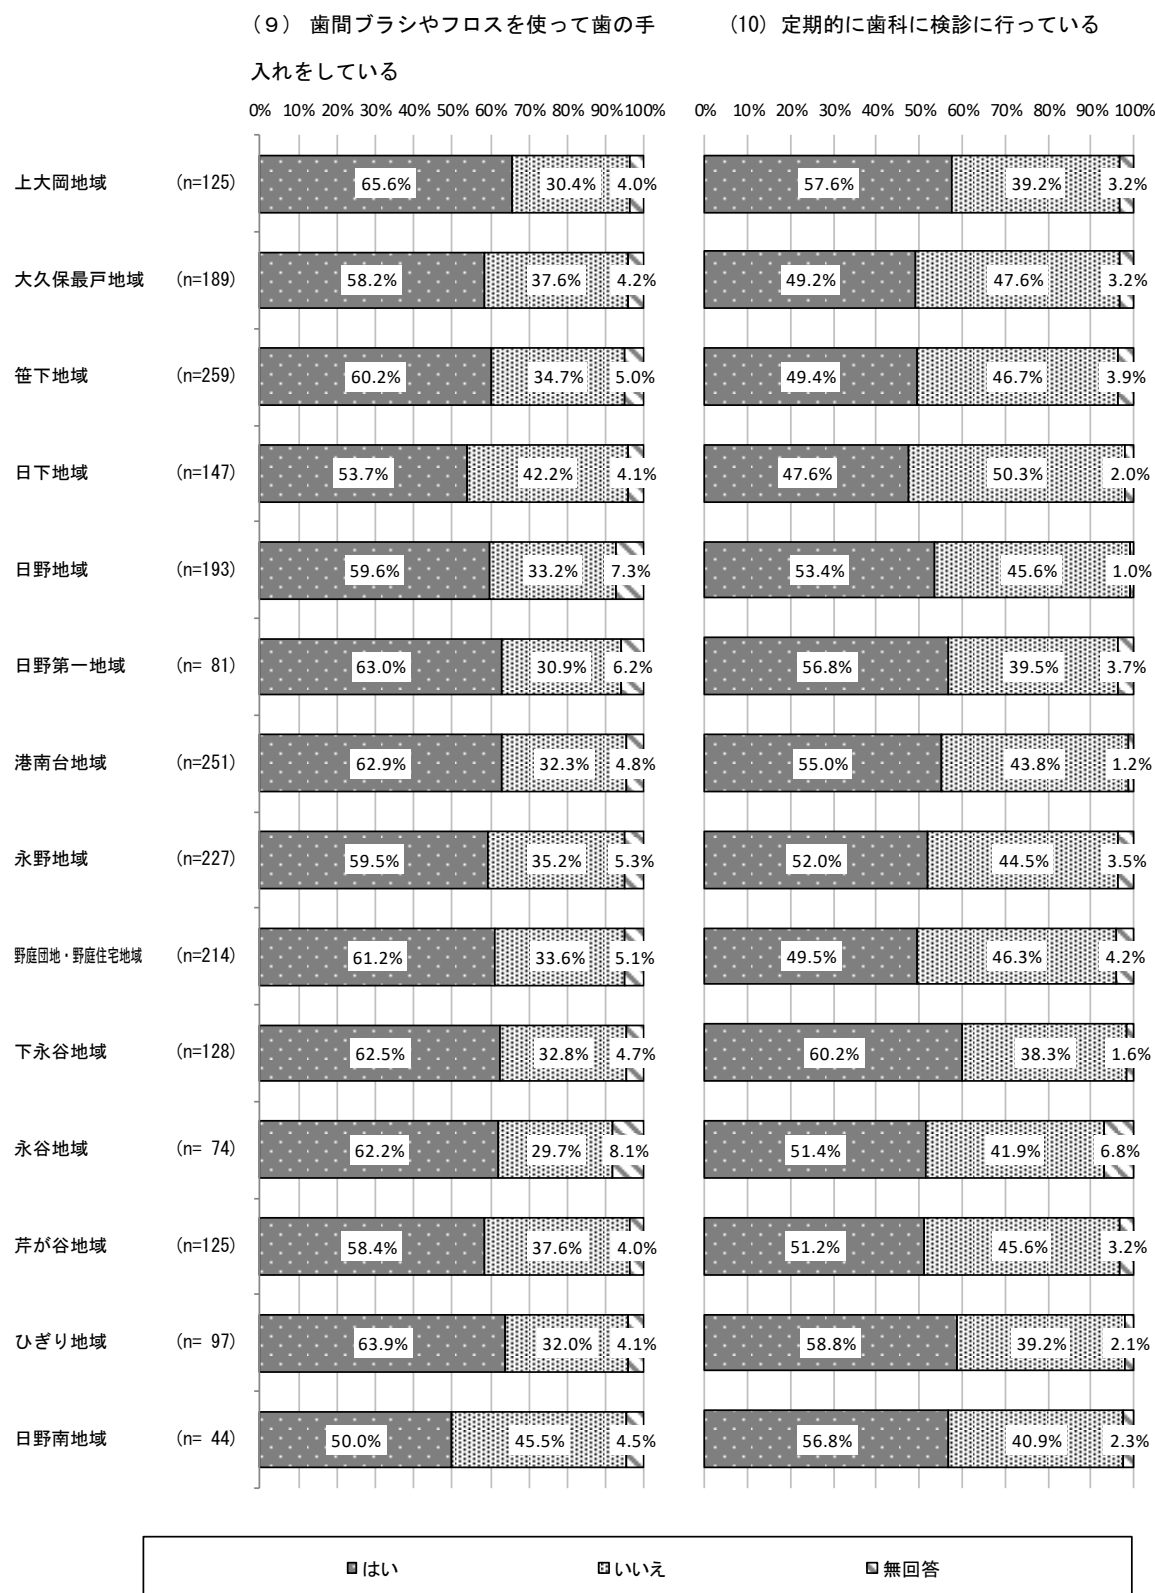 （９） 歯間ブラシやフロスを使って歯の手
入れをしている
(10) 定期的に歯科に検診に行っている
0% 10% 20% 30% 40% 50% 60% 70% 80% 90% 100%
0% 10% 20% 30% 40% 50% 60% 70% 80% 90% 100%
上大岡地域 (n=125) 65.6% 30.4% 4.0% 57.6% 39.2% 3.2%
大久保最戸地域 (n=189) 58.2% 37.6% 4.2% 49.2% 47.6% 3.2%
笹下地域 (n=259) 60.2% 34.7% 5.0% 49.4% 46.7% 3.9%
日下地域 (n=147) 53.7% 42.2% 4.1% 47.6% 50.3% 2.0%
日野地域 (n=193) 59.6% 33.2% 7.3% 53.4% 45.6% 1.0%
日野第一地域 (n= 81) 63.0% 30.9% 6.2% 56.8% 39.5% 3.7%
港南台地域 (n=251) 62.9% 32.3% 4.8% 55.0% 43.8% 1.2%
永野地域 (n=227) 59.5% 35.2% 5.3% 52.0% 44.5% 3.5%
野庭団地・野庭住宅地域 (n=214) 61.2% 33.6% 5.1% 49.5% 46.3% 4.2%
下永谷地域 (n=128) 62.5% 32.8% 4.7% 60.2% 38.3% 1.6%
永谷地域 (n= 74) 62.2% 29.7% 8.1% 51.4% 41.9% 6.8%
芹が谷地域 (n=125) 58.4% 37.6% 4.0% 51.2% 45.6% 3.2%
ひぎり地域 (n= 97) 63.9% 32.0% 4.1% 58.8% 39.2% 2.1%
日野南地域 (n= 44) 50.0% 45.5% 4.5% 56.8% 40.9% 2.3%
はい いいえ 無回答